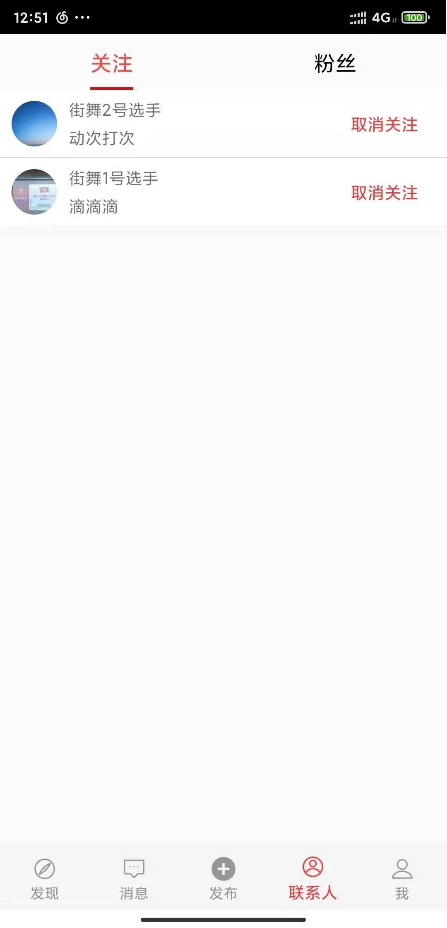 12:51 4G 100
关注 粉丝
街舞2号选手
动次打次
取消关注
街舞1号选手
滴滴滴
取消关注
发现 消息 发布 联系人 我